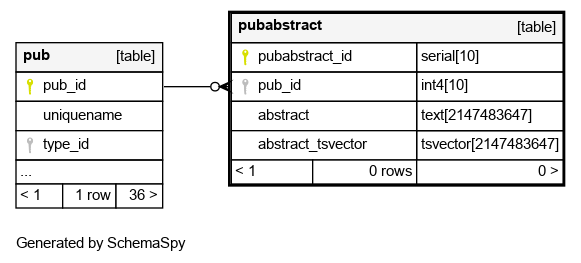 pubabstract [table]
pubabstract_id serial[10]
pub_id int4[10]
abstract text[2147483647]
abstract_tsvector tsvector[2147483647]
< 1 0 rows 0 >
pub [table]
pub_id
uniquename
type_id
...
< 1 1 row 36 >
Generated by SchemaSpy